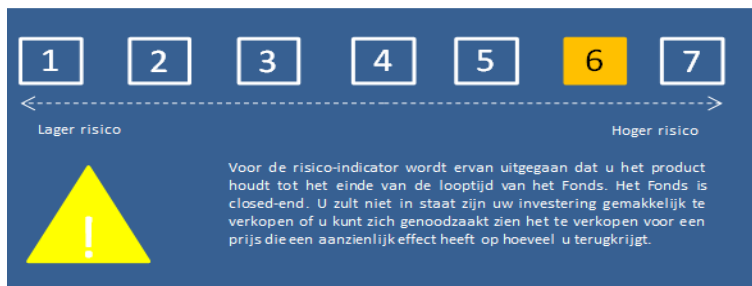 1 2 3 4 5 6 7
Lager risico Hoger risico
Voor de risico-indicator wordt ervan uitgegaan dat u het product
houdt tot het einde van de looptijd van het Fonds. Het Fonds is
closed-end. U zult niet in staat zijn uw investering gemakkelijk te
verkopen of u kunt zich genoodzaakt zien het te verkopen voor een
prijs die een aanzienlijk effect heeft op hoeveel u terugkrijgt.
!